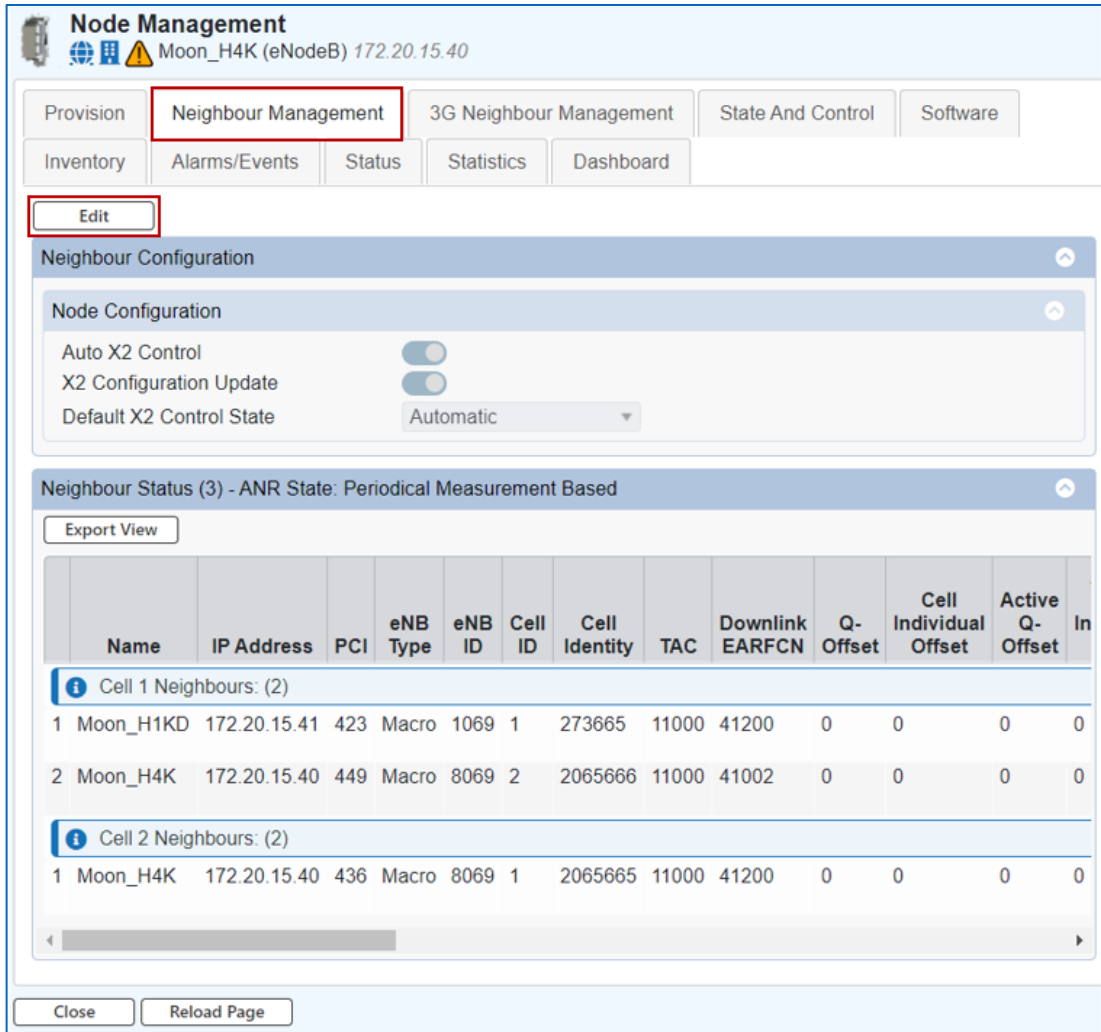 Node Management
Moon_H4K (eNodeB) 172.20.15.40
Provision Neighbour Management 3G Neighbour Management State And Control Software
Inventory Alarms/Events Status Statistics Dashboard
Edit
Neighbour Configuration
Node Configuration
Auto X2 Control
X2 Configuration Update
Default X2 Control State Automatic
Neighbour Status (3) - ANR State: Periodical Measurement Based
Export View
Name IP Address PCI eNB Type eNB ID Cell ID Cell Identity TAC Downlink EARFCN Q-Offset Cell Individual Offset Active Q-Offset In
Cell 1 Neighbours: (2)
1 Moon_H1KD 172.20.15.41 423 Macro 1069 1 273665 11000 41200 0 0 0 0
2 Moon_H4K 172.20.15.40 449 Macro 8069 2 2065666 11000 41002 0 0 0 0
Cell 2 Neighbours: (2)
1 Moon_H4K 172.20.15.40 436 Macro 8069 1 2065665 11000 41200 0 0 0 0
Close Reload Page